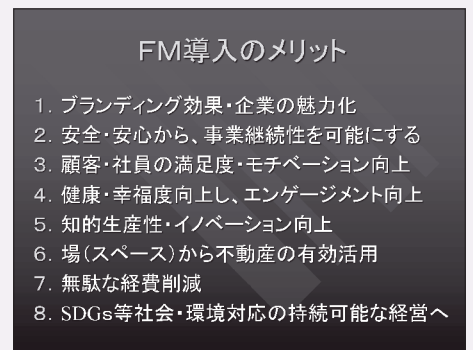 FM導入のメリット
1. ブランディング効果・企業の魅力化
2. 安全・安心から、事業継続性を可能にする
3. 顧客・社員の満足度・モチベーション向上
4. 健康・幸福度向上し、エンゲージメント向上
5. 知的生産性・イノベーション向上
6. 場（スペース）から不動産の有効活用
7. 無駄な経費削減
8. SDGs等社会・環境対応の持続可能な経営へ